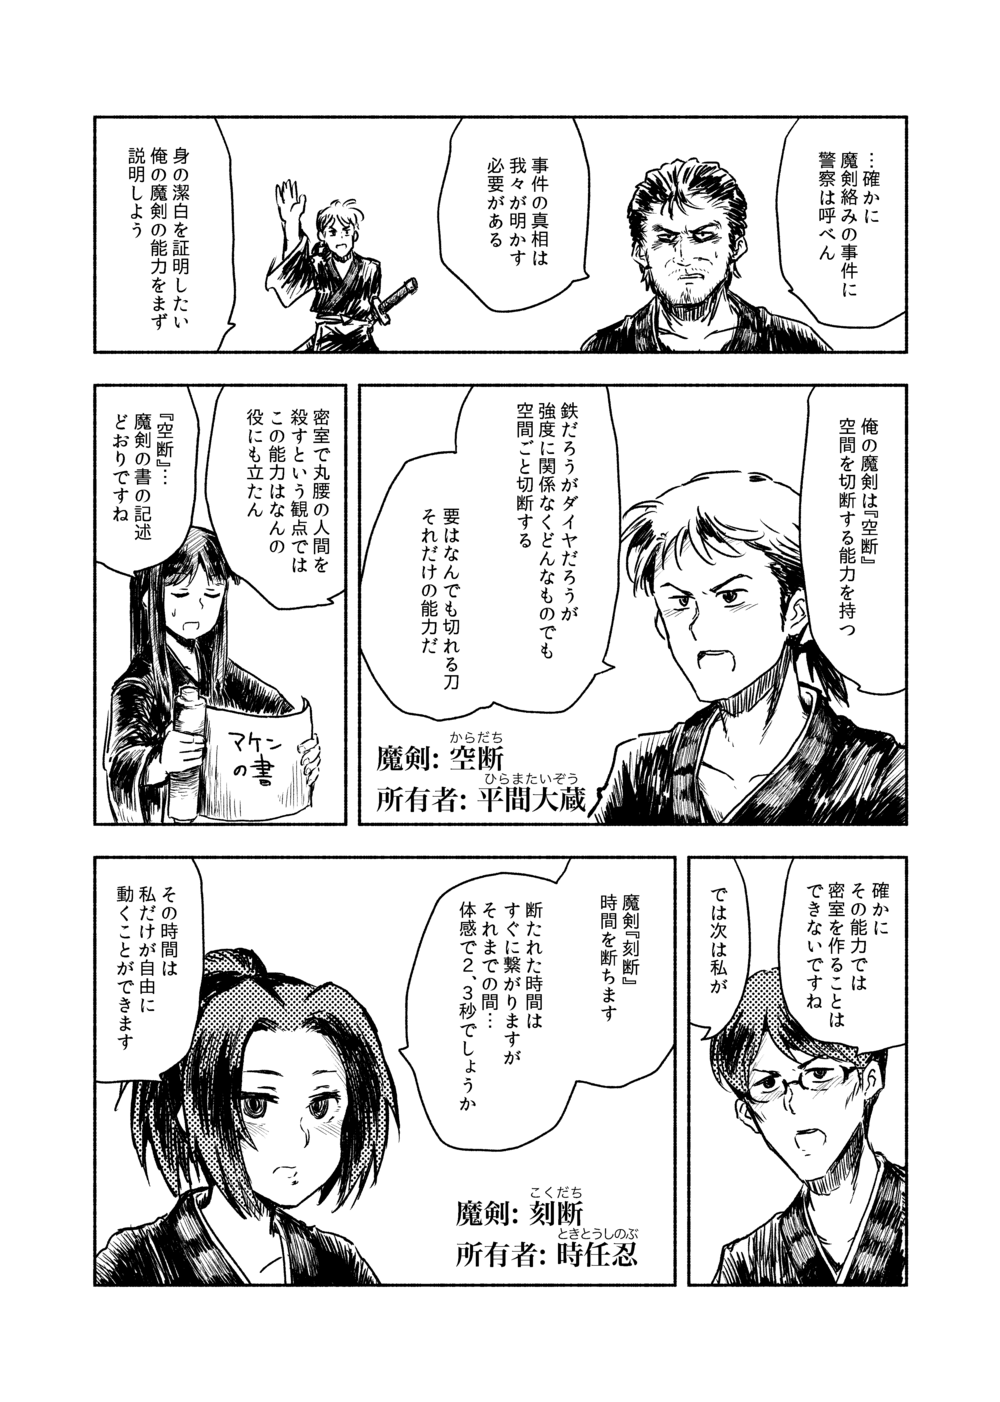 …確かに
魔剣絡みの事件に
警察は呼べん
事件の真相は
我々が明かす
必要がある
身の潔白を証明したい
俺の魔剣の能力をまず
説明しよう
俺の魔剣は『空断』
空間を切断する能力を持つ
鉄だろうがダイヤだろうが
強度に関係なくどんなものでも
空間ごと切断する
要はなんでも切れる刀
それだけの能力だ
からだち
魔剣: 空断
ひらまたいぞう
所有者: 平間大蔵
密室で丸腰の人間を
殺すという観点では
この能力はなんの
役にも立たん
『空断』…
魔剣の書の記述
どおりですね
マケン
の書
確かに
その能力では
密室を作ることは
できないですね
では次は私が
魔剣『刻断』
時間を断ちます
断たれた時間は
すぐに繋がりますが
それまでの間…
体感で2、3秒でしょうか
その時間は
私だけが自由に
動くことができます
こくだち
魔剣: 刻断
ときとうしのぶ
所有者: 時任忍